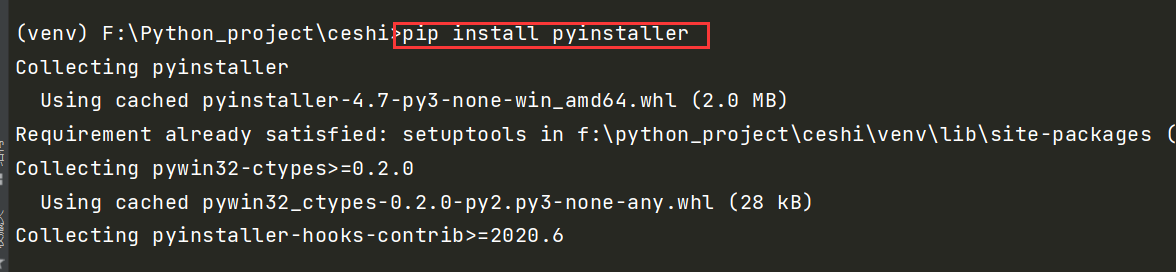 (venv) F:\Python_project\ceshi>pip install pyinstaller
Collecting pyinstaller
  Using cached pyinstaller-4.7-py3-none-win_amd64.whl (2.0 MB)
Requirement already satisfied: setuptools in f:\python_project\ceshi\venv\lib\site-packages (
Collecting pywin32-ctypes>=0.2.0
  Using cached pywin32_ctypes-0.2.0-py2.py3-none-any.whl (28 kB)
Collecting pyinstaller-hooks-contrib>=2020.6